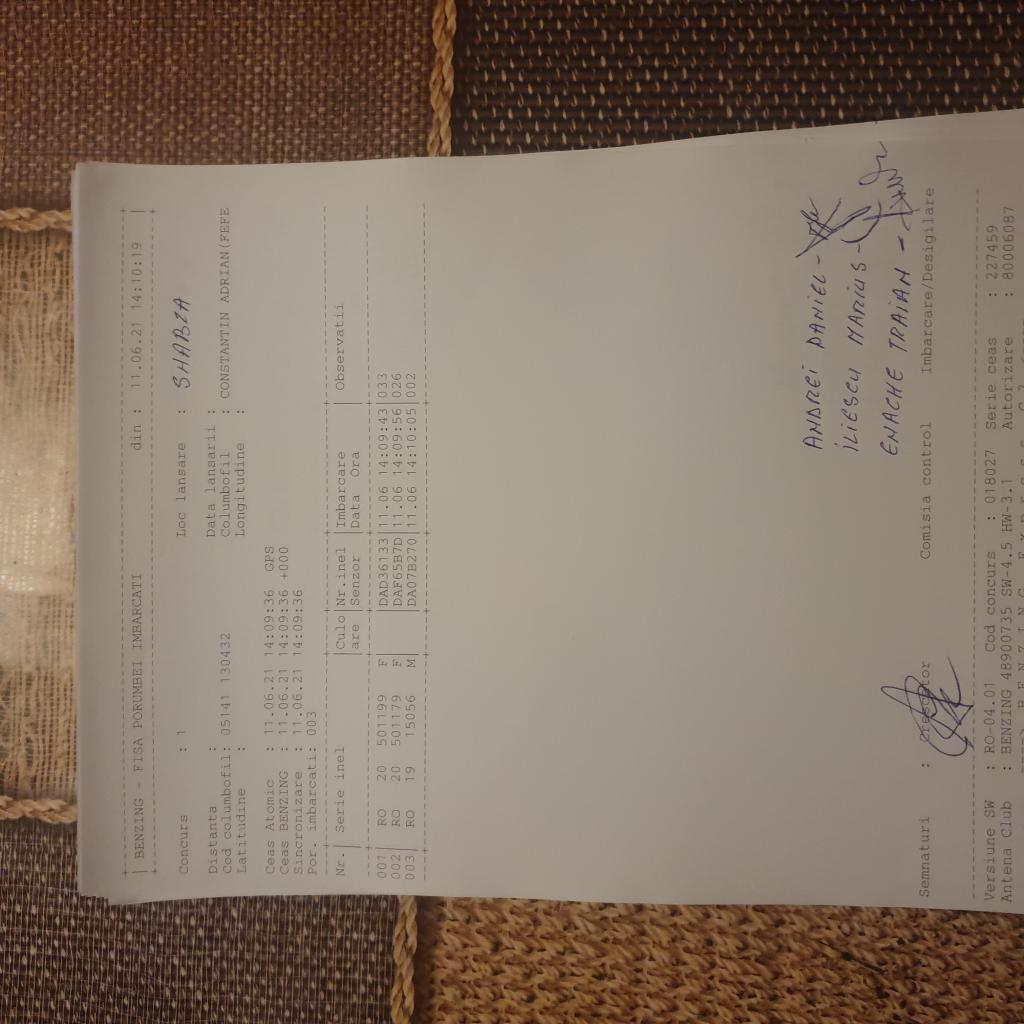 | BENZING - FISA PORUMBEI IMBARCATI din : 11.06.21 14:10:19 |
Concurs : 1 Loc lansare : SHABLA
Distanta : Data lansarii :
Cod columbofil: 05141 130432 Columbofil : CONSTANTIN ADRIAN(FEFE
Latitudine : Longitudine :
Ceas Atomic : 11.06.21 14:09:36 GPS
Ceas BENZING : 11.06.21 14:09:36 +000
Sincronizare : 11.06.21 14:09:36
Por. imbarcati: 003
Nr.| Serie inel |Culo|Nr.inel |Imbarcare | Observatii
| |are |Senzor |Data Ora |
001| RO 20 501199 F | |DAD36133|11.06 14:09:43|033
002| RO 20 501179 F | |DAF65B7D|11.06 14:09:56|026
003| RO 19 15056 M | |DA07B270|11.06 14:10:05|002
ANDREI DANIEL -
ILIESCU MARIUS -
ENACHE TRAIAN -
Semnaturi : Crescator Comisia control Imbarcare/Desigilare
Versiune SW : RO-04.01 Cod concurs : 018027 Serie ceas : 227459
Antena Club : BENZING 48900735 SW-4.5 HW-3.1 Autorizare : 80006087